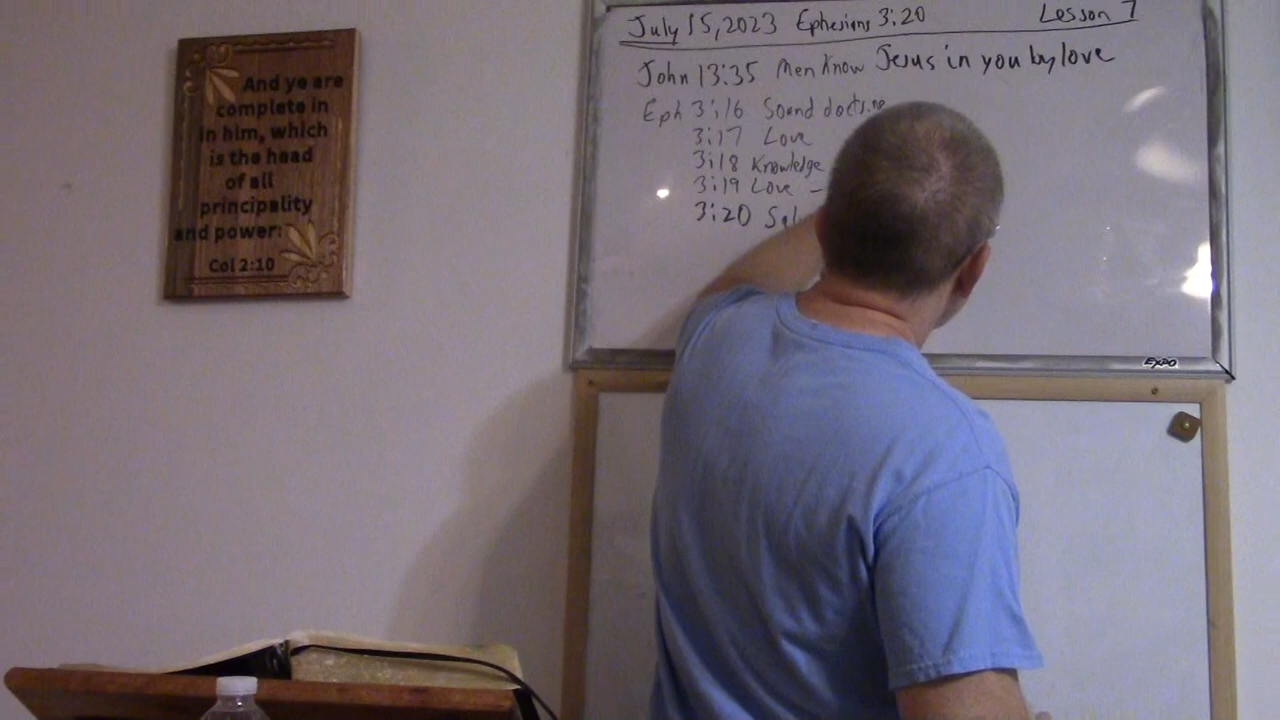 And ye are
complete in
in him, which
is the head
of all
principality
and power:
Col 2:10
July 15, 2023 Ephesians 3:20 Lesson 7
John 13:35 Men Know Jesus in you by love
Eph 3:16 Sound
3:17 Love
3:18 Knowledge
3:19 Love -
3:20
EXPO